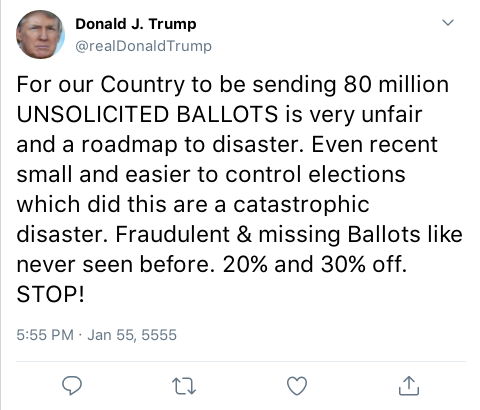 Donald J. Trump
@realDonaldTrump
For our Country to be sending 80 million
UNSOLICITED BALLOTS is very unfair
and a roadmap to disaster. Even recent
small and easier to control elections
which did this are a catastrophic
disaster. Fraudulent & missing Ballots like
never seen before. 20% and 30% off.
STOP!
5:55 PM · Jan 55, 5555